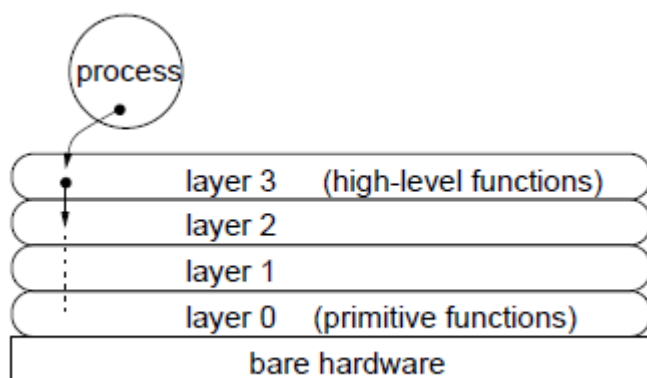 process
layer 3 (high-level functions)
layer 2
layer 1
layer 0 (primitive functions)
bare hardware